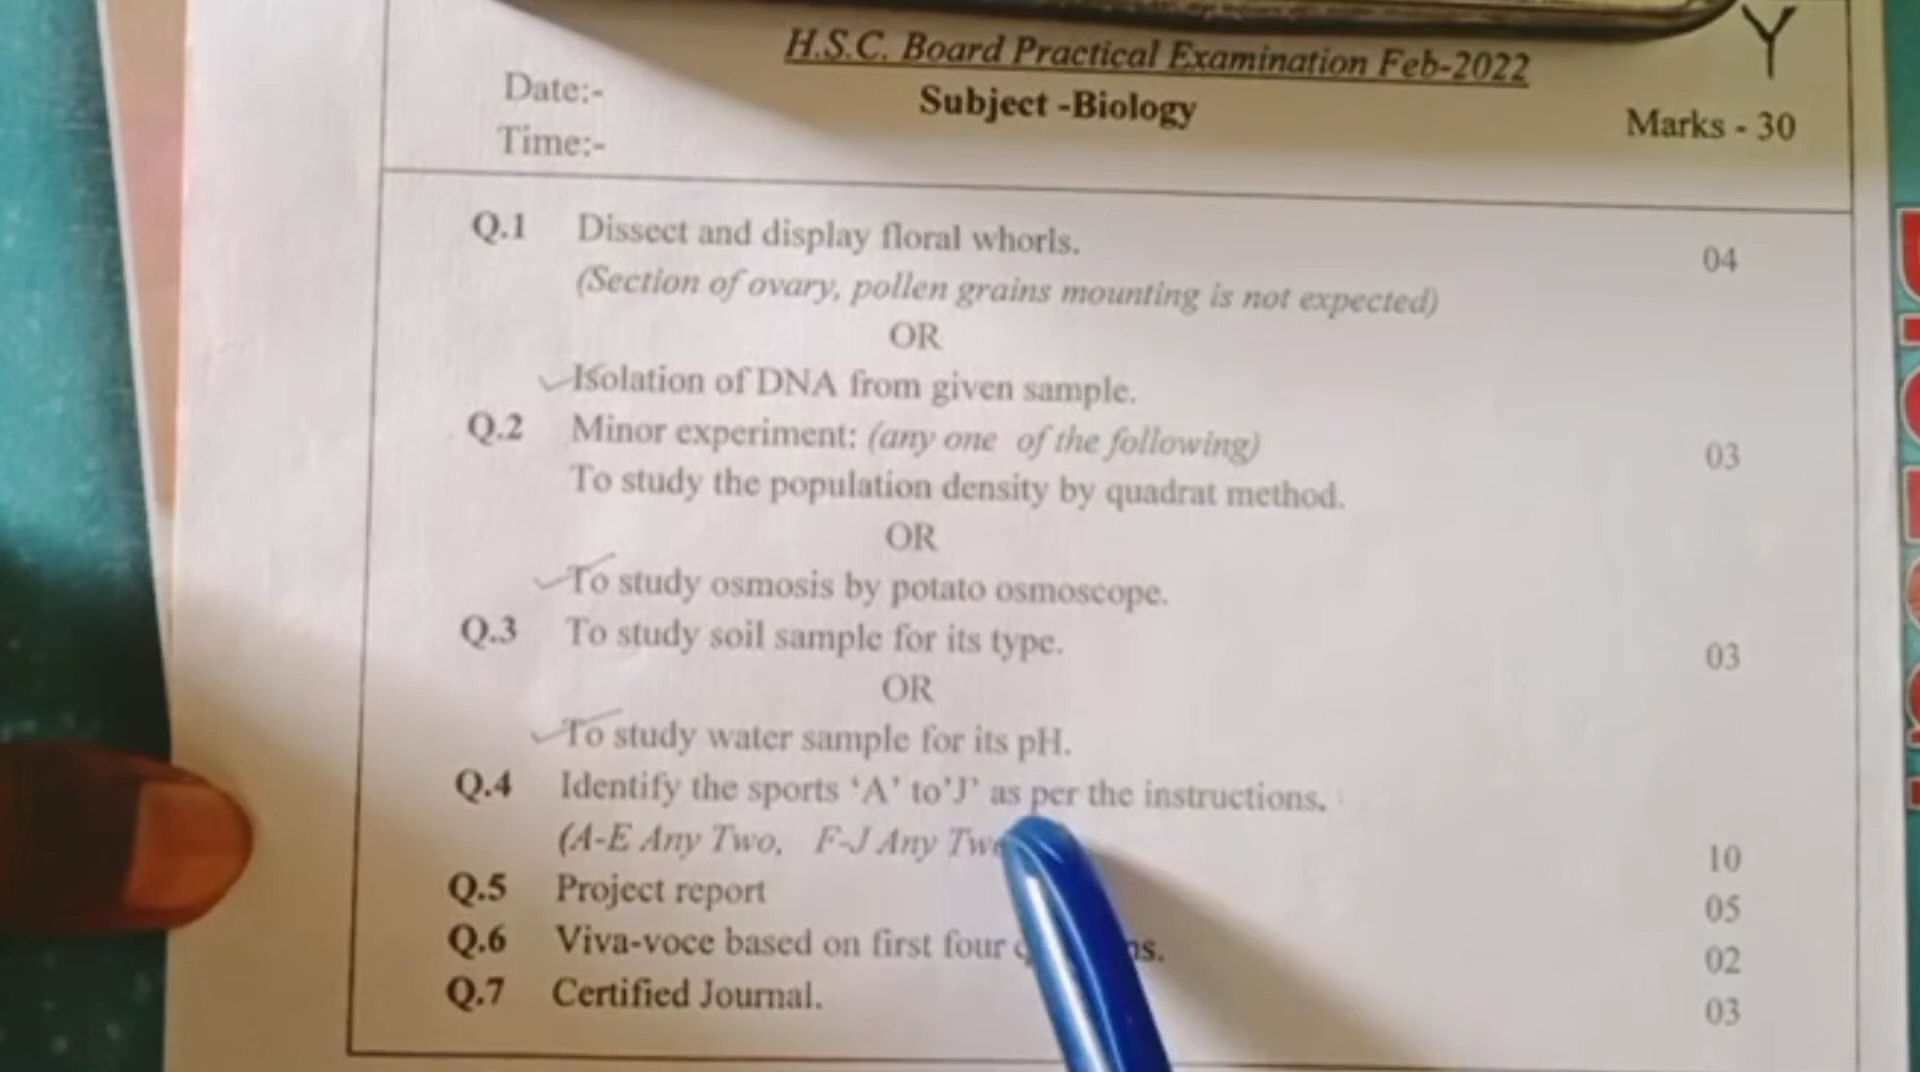 Y
H.S.C. Board Practical Examination Feb-2022
Date:-
Subject -Biology
Marks - 30
Time:-
Q.1 Dissect and display floral whorls. 04
(Section of ovary, pollen grains mounting is not expected)
OR
Isolation of DNA from given sample.
Q.2 Minor experiment: (any one of the following) 03
To study the population density by quadrat method.
OR
To study osmosis by potato osmoscope.
Q.3 To study soil sample for its type. 03
OR
To study water sample for its pH.
Q.4 Identify the sports ‘A’ to’J’ as per the instructions.
(A-E Any Two, F-J Any 10
Q.5 Project report 05
Q.6 Viva-voce based on first four 02
Q.7 Certified Journal. 03